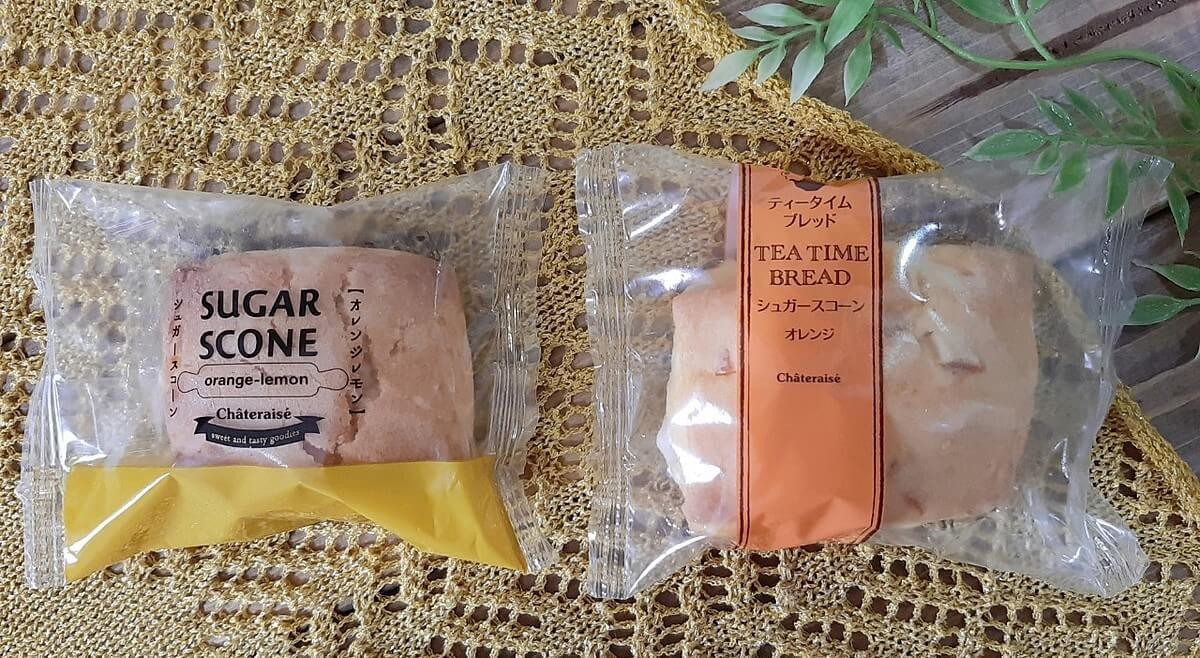 シュガースコーン
SUGAR
SCONE
orange-lemon
[オレンジレモン]
Châteraisé
sweet and tasty goodies
ティータイム
ブレッド
TEA TIME
BREAD
シュガースコーン
オレンジ
Châteraisé